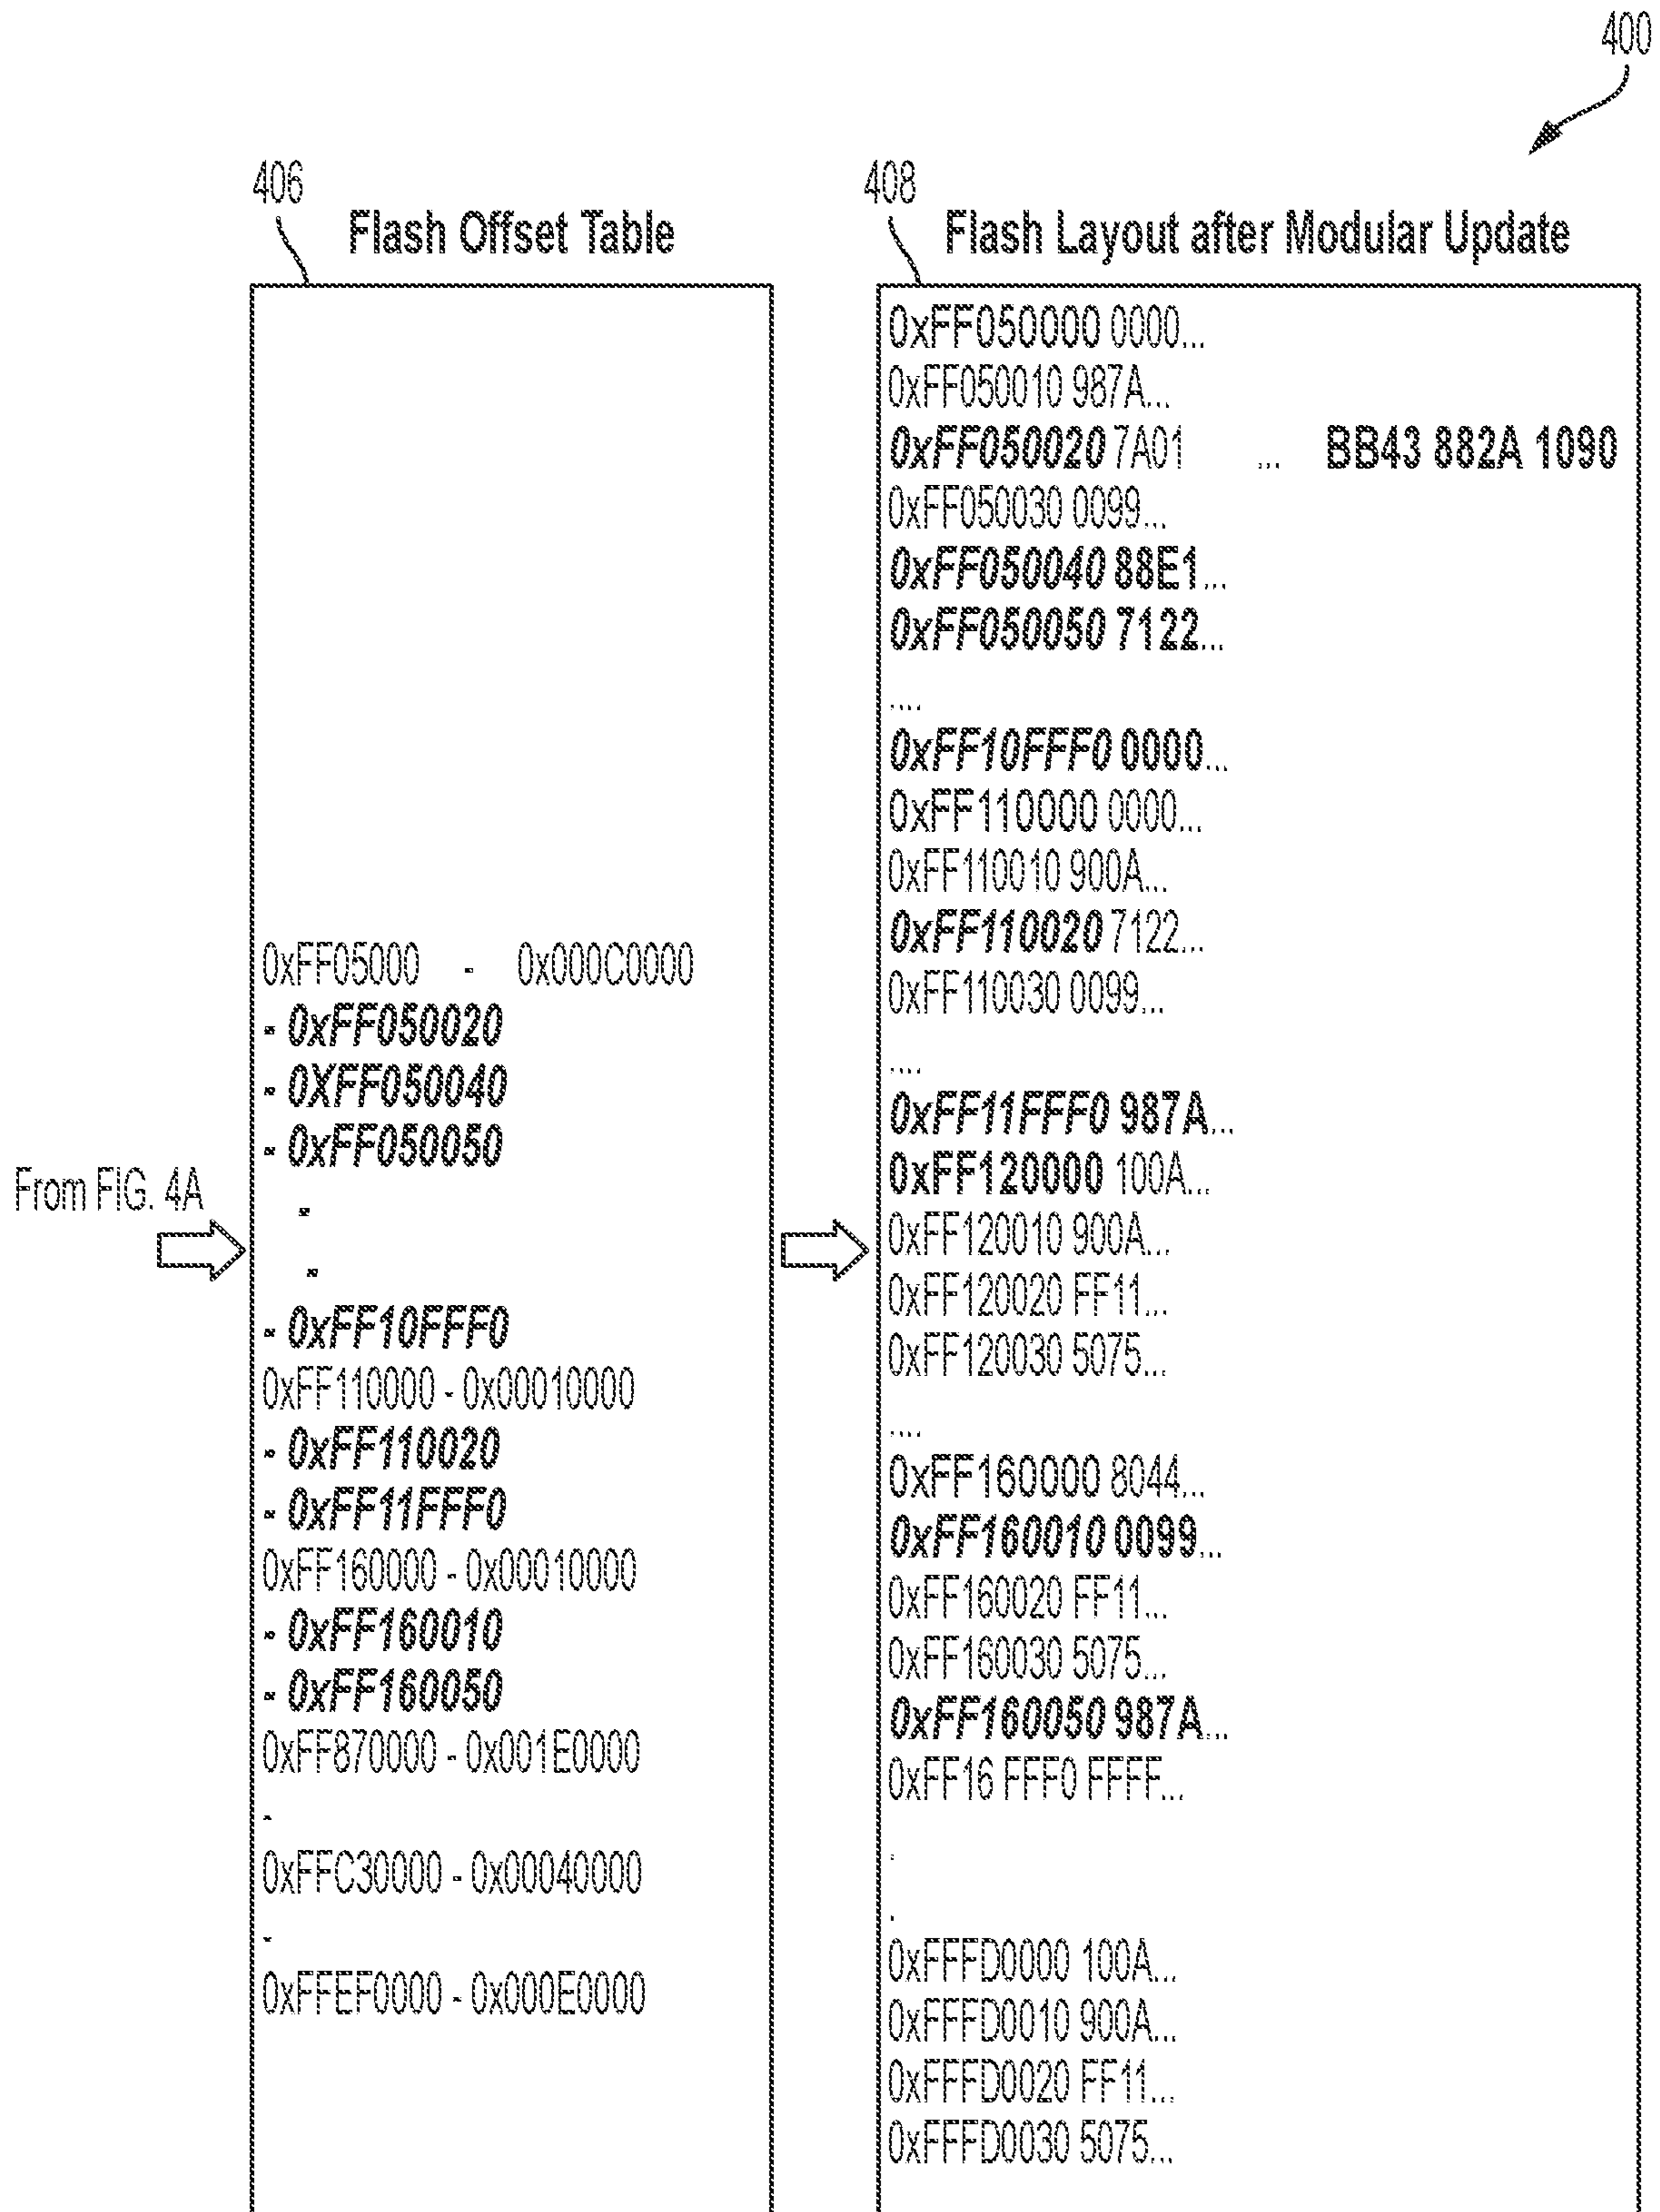 400
406
Flash Offset Table
0xFF05000 - 0x000C0000
- 0xFF050020
- 0XFF050040
- 0xFF050050
.
.
- 0xFF10FFF0
0xFF110000 - 0x00010000
- 0xFF110020
- 0xFF11FFF0
0xFF160000 - 0x00010000
- 0xFF160010
- 0xFF160050
0xFF870000 - 0x001E0000
-
0xFFC30000 - 0x00040000
-
0xFFEF0000 - 0x000E0000
From FIG. 4A
408
Flash Layout after Modular Update
0xFF050000 0000...
0xFF050010 987A...
0xFF050020 7A01 ... BB43 882A 1090
0xFF050030 0099...
0xFF050040 88E1...
0xFF050050 7122...
....
0xFF10FFF0 0000...
0xFF110000 0000...
0xFF110010 900A...
0xFF110020 7122...
0xFF110030 0099...
....
0xFF11FFF0 987A...
0xFF120000 100A...
0xFF120010 900A...
0xFF120020 FF11...
0xFF120030 5075...
....
0xFF160000 8044...
0xFF160010 0099...
0xFF160020 FF11...
0xFF160030 5075...
0xFF160050 987A...
0xFF16 FFF0 FFFF...
.
.
0xFFFD0000 100A...
0xFFFD0010 900A...
0xFFFD0020 FF11...
0xFFFD0030 5075...